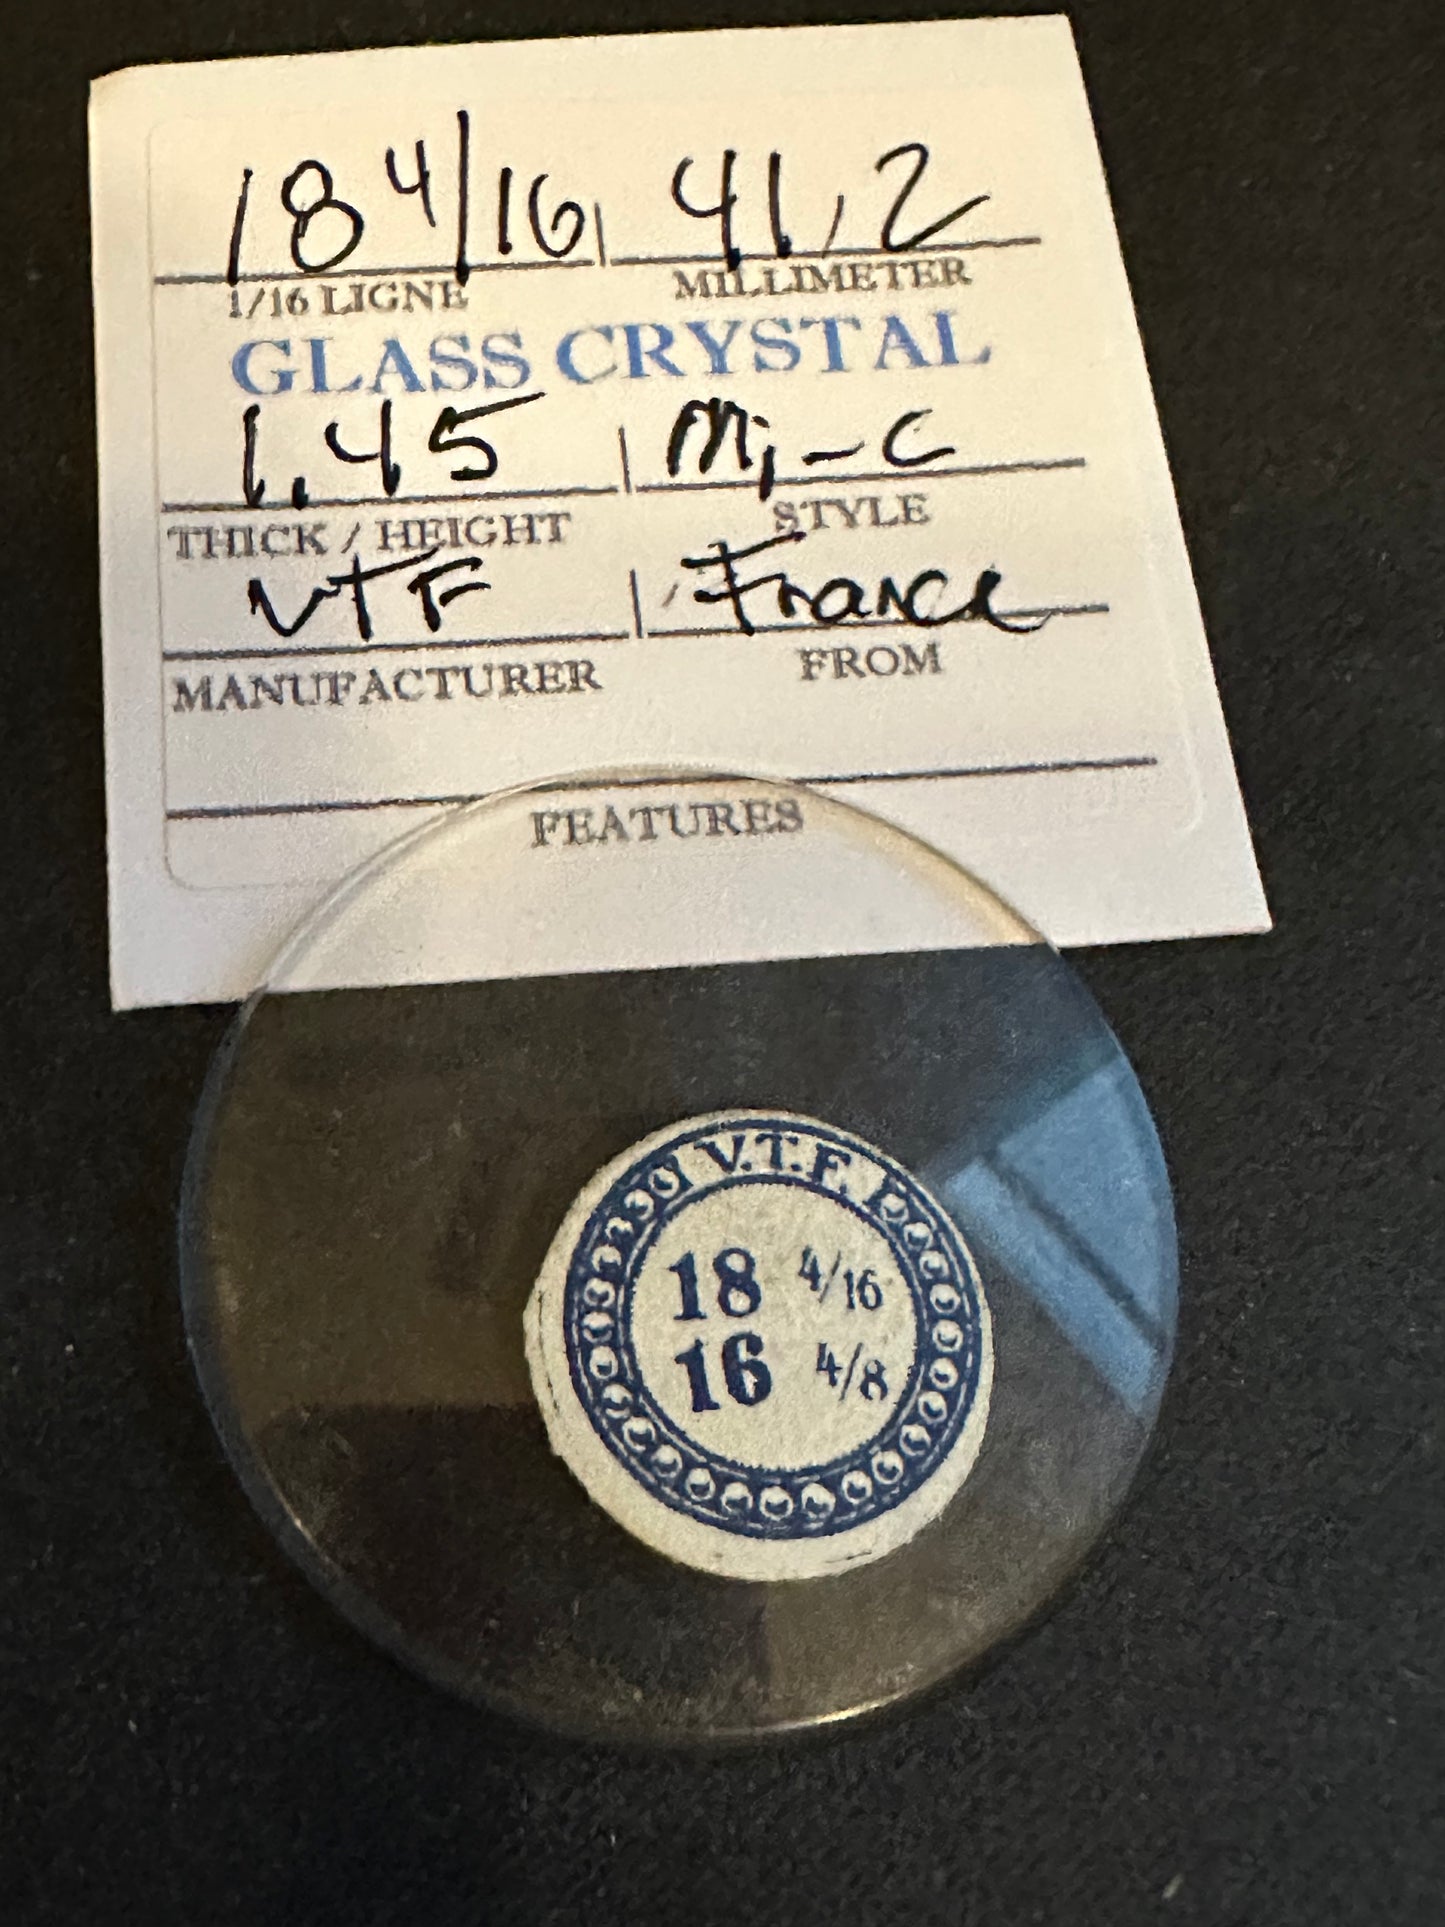 18 4/16 | 41,2
1/16 LIGNE MILLIMETER
GLASS CRYSTAL
1.45 | Mi-C
THICK / HEIGHT STYLE
VTF | France
MANUFACTURER FROM
FEATURES
V.T.F.
18 4/16
16 4/8